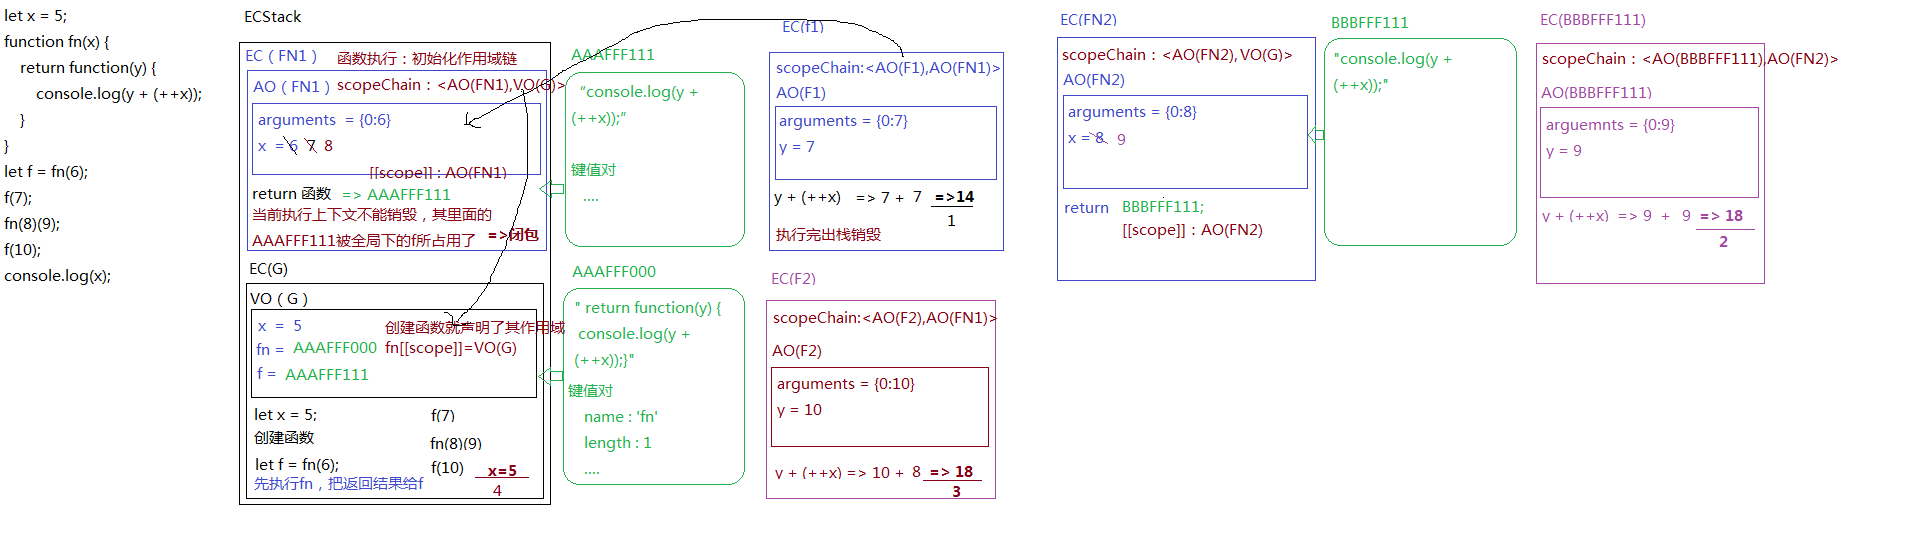 let x = 5;
function fn(x) {
return function(y) {
console.log(y + (++x));
}
}
let f = fn(6);
f(7);
fn(8)(9);
f(10);
console.log(x);
ECStack
EC（FN1） 函数执行：初始化作用域链
AO（FN1） scopeChain：<AO(FN1),VO(G)>
arguments = {0:6}
x = 6 7 8
[[scope]] : AO(FN1)
return 函数 => AAAFFF111
当前执行上下文不能销毁，其里面的
AAAFFF111被全局下的f所占用了 =>闭包
EC(G)
VO（G）
x = 5
创建函数就声明了其作用域
fn = AAAFFF000 fn[[scope]]=VO(G)
f = AAAFFF111
let x = 5; f(7)
创建函数 fn(8)(9)
let f = fn(6); f(10) x=5
先执行fn，把返回结果给f 4
AAAFFF111
“console.log(y +
(++x));”
键值对
....
AAAFFF000
" return function(y) {
console.log(y +
(++x));}"
键值对
name : 'fn'
length : 1
....
EC(f1)
scopeChain:<AO(F1),AO(FN1)>
AO(F1)
arguments = {0:7}
y = 7
y + (++x) => 7 + 7 =>14
1
执行完出栈销毁
EC(F2)
scopeChain:<AO(F2),AO(FN1)>
AO(F2)
arguments = {0:10}
y = 10
y + (++x) => 10 + 8 => 18
3
EC(FN2)
scopeChain：<AO(FN2),VO(G)>
AO(FN2)
arguments = {0:8}
x = 8 9
return BBBFFF111;
[[scope]]：AO(FN2)
BBBFFF111
"console.log(y +
(++x));"
EC(BBBFFF111)
scopeChain：<AO(BBBFFF111),AO(FN2)>
AO(BBBFFF111)
arguemnts = {0:9}
y = 9
y + (++x) => 9 + 9 => 18
2